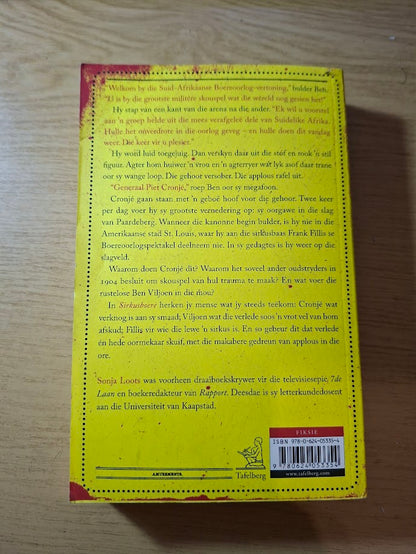 "Welkom by die Suid-Afrikaanse Boereoorlog-vertoning," bulder Ben.
"Dit is die grootste militêre skouspel wat die wêreld nog gesien het!"
Hy stap van een kant van die arena na die ander. "Ek wil u voorstel
aan 'n groep helde uit die mees verafgeleë dele van Suidelike Afrika.
Hulle het onverdrote in die oorlog geveg – en hulle doen dit vandag
weer. Die keer vir u plesier."
Hy word luid toegejuig. Dan verskyn daar uit die stof en rook 'n stil
figuur. Agter hom huiwer 'n vrou en 'n agterryer wat lyk asof daar trane
oor sy wange loop. Die gehoor verskyn. Die applous rafel uit.
"Generaal Piet Cronjé," roep Ben oor sy megafoon.
Cronjé gaan staan met 'n geboë hoof voor die gehoor. Twee keer
per dag voer hy sy grootste vernedering op: sy oorgawe in die slag
van Paardeberg. Wanneer die kanonne begin bulder, is hy nie in die
Amerikaanse stad St. Louis, waar hy aan die sirkusbaas Frank Fillis se
Boereoorlogspektakel deelneem nie. In sy gedagtes is hy weer op die
slagveld.
Waarom doen Cronjé dit? Waarom het soveel ander oudstryders in
1904 besluit om skouspel van hul trauma te maak? En wat voer die
rustelose Ben Viljoen in die mou?
In Sirkusboere herken jy mense wat jy steeds teëkom: Cronjé wat
verknog is aan sy smaad; Viljoen wat die verlede soos 'n vrot vel van hom
afskud; Fillis vir wie die lewe 'n sirkus is. En so gebeur dit dat verlede
én hede oormekaar skuif, met die makabere gedreun van applous in die
ore.
Sonja Loots was voorheen draaiboekskrywer vir die televisiesepie 7de
Laan en boekeredakteur van Rapport. Deesdae is sy letterkundedosent
aan die Universiteit van Kaapstad.
FIKSIE
ISBN 978-0-624-05335-4
9 780624 053354
www.tafelberg.com
Tafelberg
AMTEKMENTS